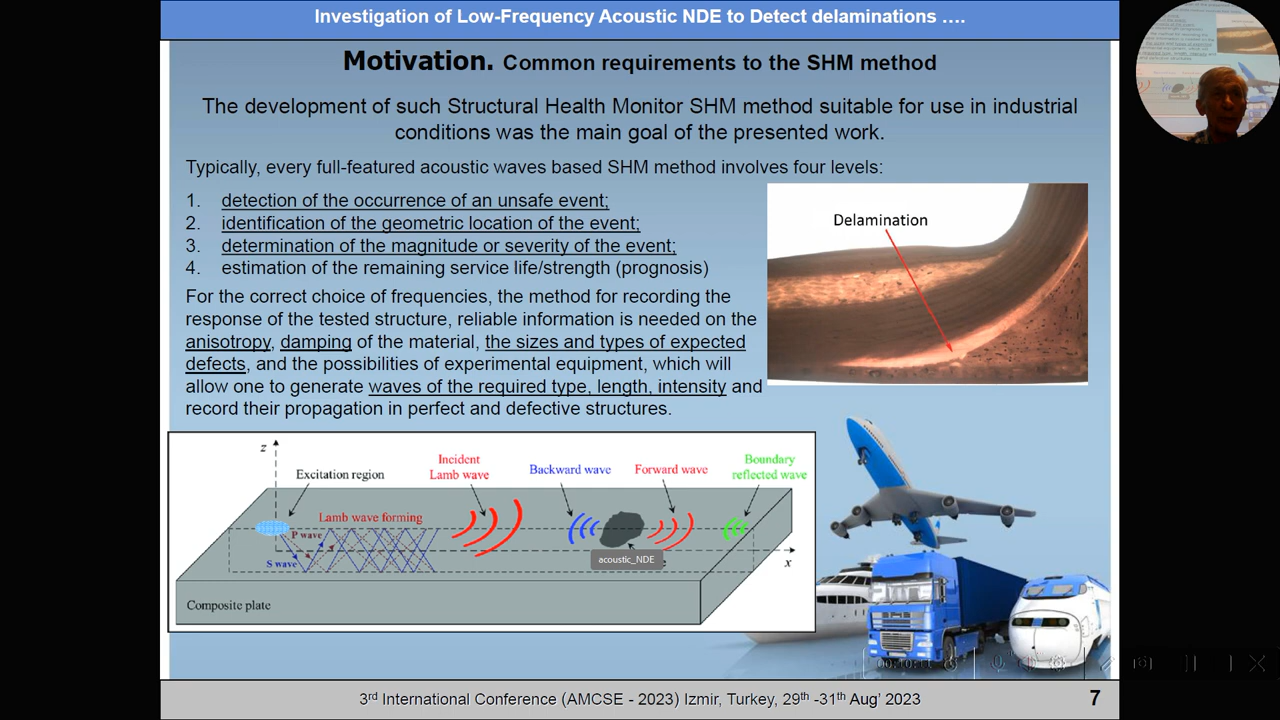 Investigation of Low-Frequency Acoustic NDE to Detect delaminations ….
Motivation. Common requirements to the SHM method
The development of such Structural Health Monitor SHM method suitable for use in industrial
conditions was the main goal of the presented work.
Typically, every full-featured acoustic waves based SHM method involves four levels:
1. detection of the occurrence of an unsafe event;
2. identification of the geometric location of the event;
3. determination of the magnitude or severity of the event;
4. estimation of the remaining service life/strength (prognosis)
For the correct choice of frequencies, the method for recording the
response of the tested structure, reliable information is needed on the
anisotropy, damping of the material, the sizes and types of expected
defects, and the possibilities of experimental equipment, which will
allow one to generate waves of the required type, length, intensity and
record their propagation in perfect and defective structures.
Delamination
z
Excitation region
Incident
Lamb wave
Backward wave
Forward wave
Boundary
reflected wave
Lamb wave forming
P wave
S wave
acoustic_NDE
x
Composite plate
3rd International Conference (AMCSE - 2023) Izmir, Turkey, 29th -31th Aug' 2023
7